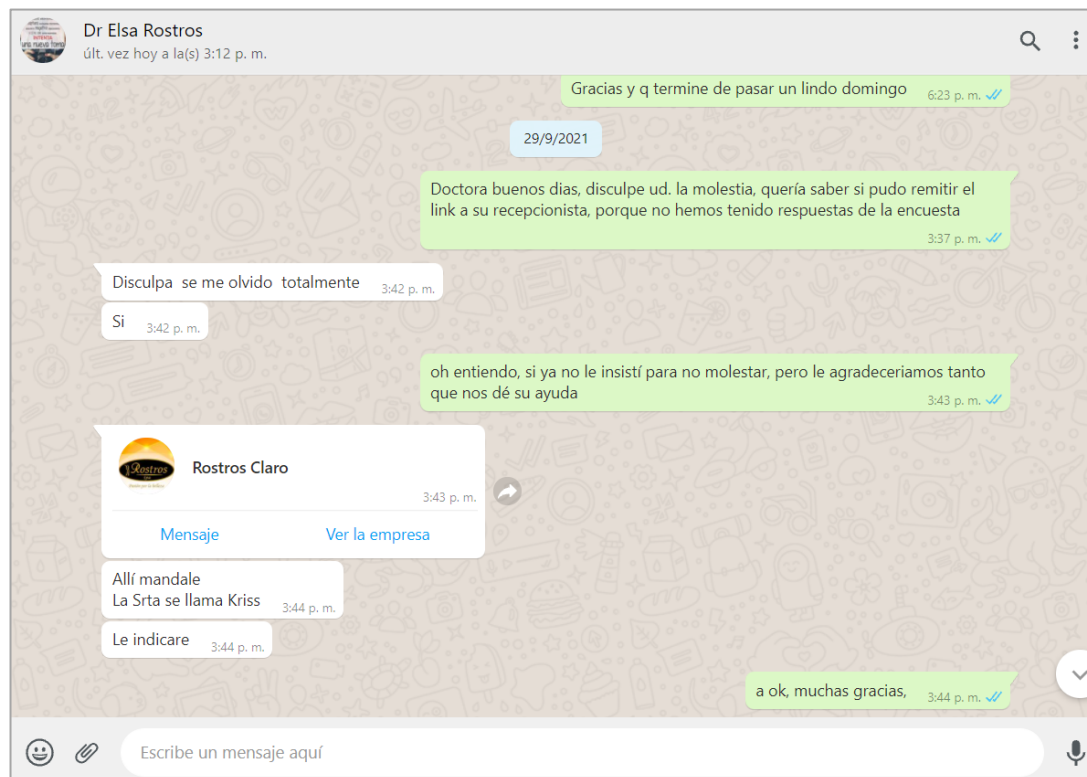 Dr Elsa Rostros
últ. vez hoy a la(s) 3:12 p. m.
Gracias y q termine de pasar un lindo domingo 6:23 p. m.
29/9/2021
Doctora buenos dias, disculpe ud. la molestia, quería saber si pudo remitir el
link a su recepcionista, porque no hemos tenido respuestas de la encuesta
3:37 p. m.
Disculpa se me olvido totalmente 3:42 p. m.
Si 3:42 p. m.
oh entiendo, si ya no le insistí para no molestar, pero le agradeceriamos tanto
que nos dé su ayuda 3:43 p. m.
Rostros
Rostros Claro
3:43 p. m.
Mensaje Ver la empresa
Allí mandale
La Srta se llama Kriss 3:44 p. m.
Le indicare 3:44 p. m.
a ok, muchas gracias, 3:44 p. m.
Escribe un mensaje aquí